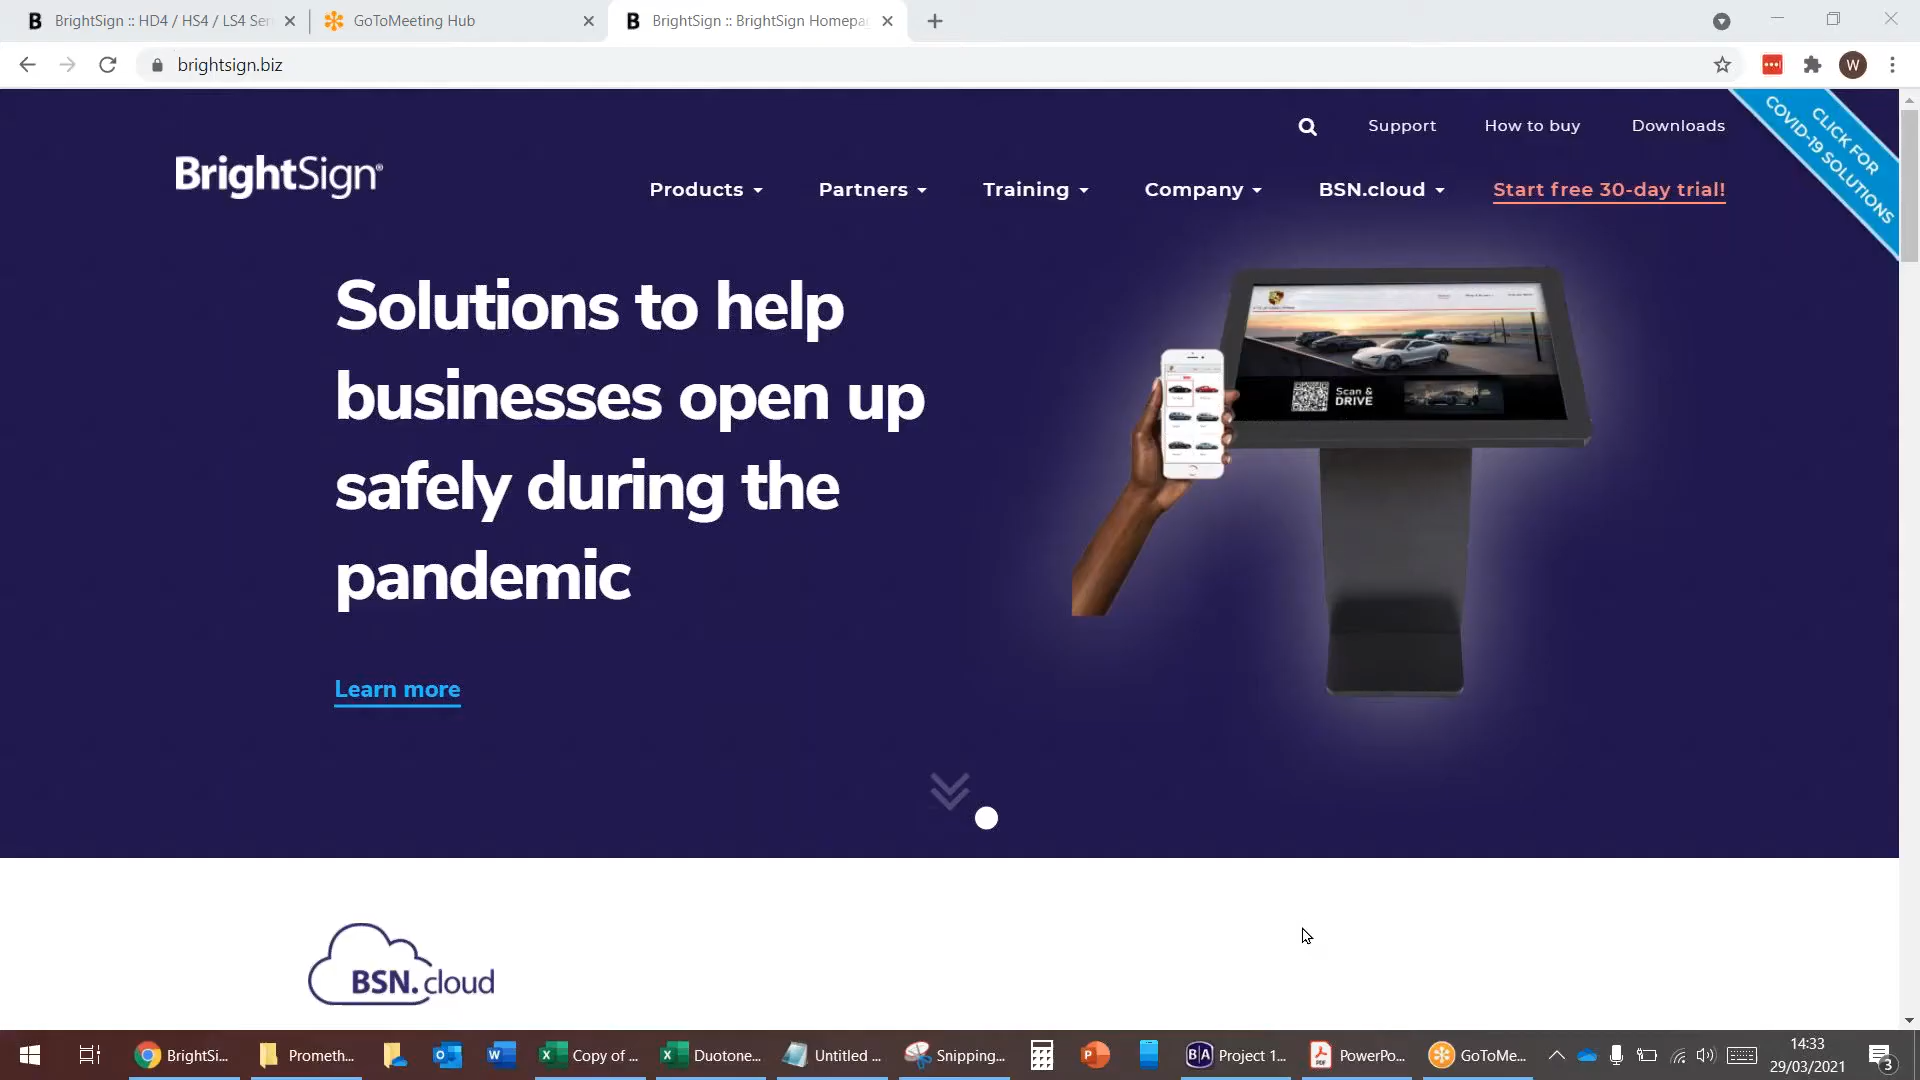 BrightSign :: HD4 / HS4 / LS4 Ser
GoToMeeting Hub
BrightSign :: BrightSign Homepa
brightsign.biz
W
Support
How to buy
Downloads
CLICK FOR
COVID-19 SOLUTIONS
BrightSign®
Products
Partners
Training
Company
BSN.cloud
Start free 30-day trial!
Solutions to help
businesses open up
safely during the
pandemic
Scan &
DRIVE
Learn more
BSN.cloud
BrightSi...
Prometh...
Copy of ...
Duotone...
Untitled ...
Snipping...
BA
Project 1...
PowerPo...
GoToMe...
14:33
29/03/2021
3